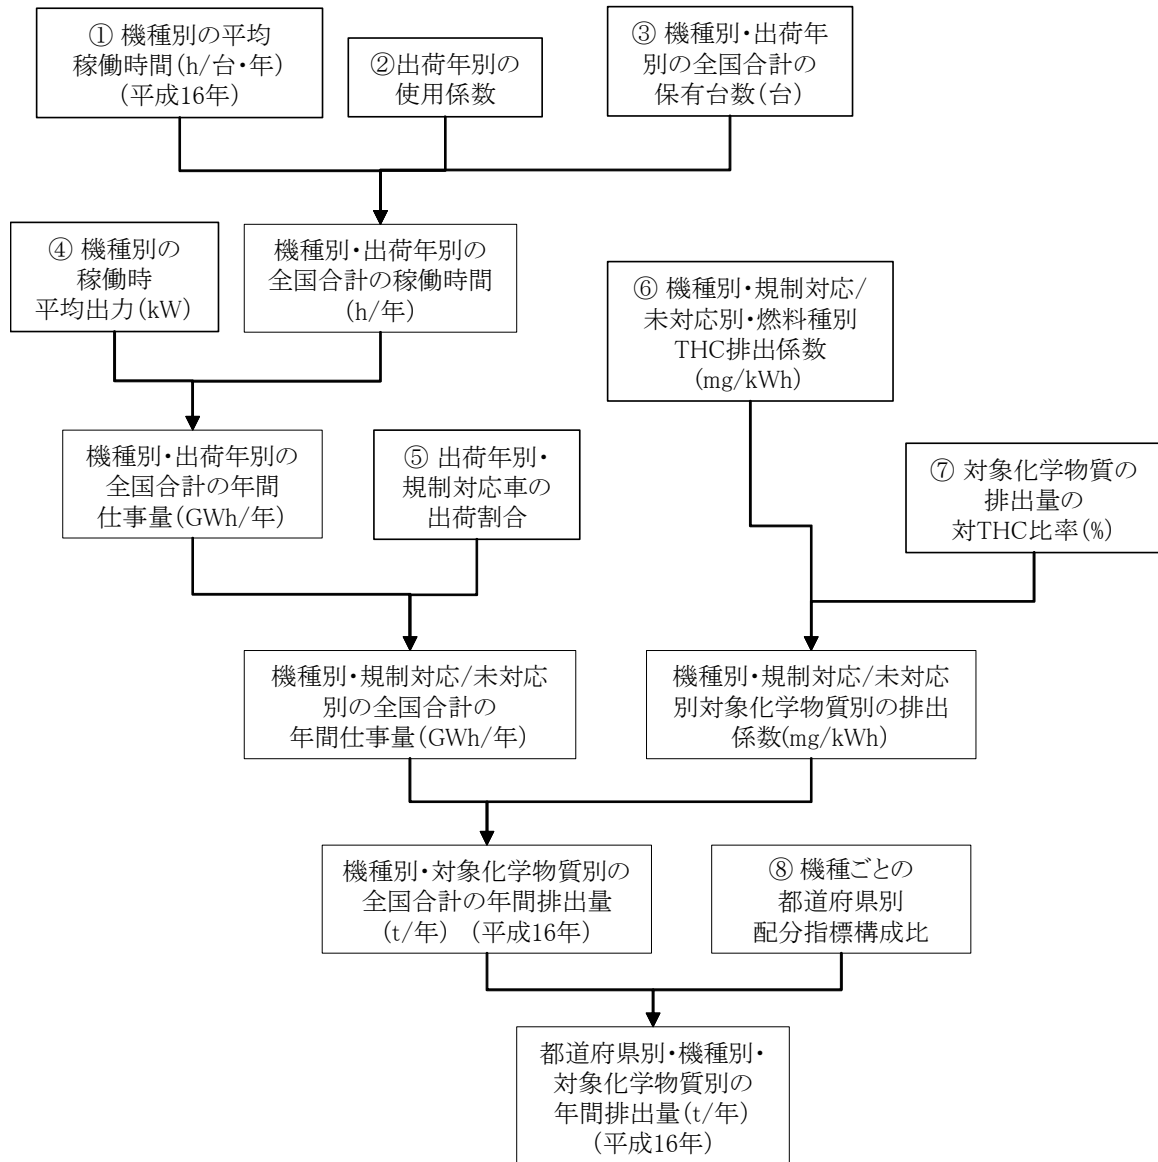 ① 機種別の平均
稼働時間(h/台・年)
(平成16年)
②出荷年別の
使用係数
③ 機種別・出荷年
別の全国合計の
保有台数(台)
④ 機種別の
稼働時
平均出力(kW)
機種別・出荷年別の
全国合計の稼働時間
(h/年)
⑥ 機種別・規制対応/
未対応別・燃料種別
THC排出係数
(mg/kWh)
機種別・出荷年別の
全国合計の年間
仕事量(GWh/年)
⑤ 出荷年別・
規制対応車の
出荷割合
⑦ 対象化学物質の
排出量の
対THC比率(%)
機種別・規制対応/未対応
別の全国合計の
年間仕事量(GWh/年)
機種別・規制対応/未対応
別対象化学物質別の排出
係数(mg/kWh)
機種別・対象化学物質別の
全国合計の年間排出量
(t/年) (平成16年)
⑧ 機種ごとの
都道府県別
配分指標構成比
都道府県別・機種別・
対象化学物質別の
年間排出量(t/年)
(平成16年)